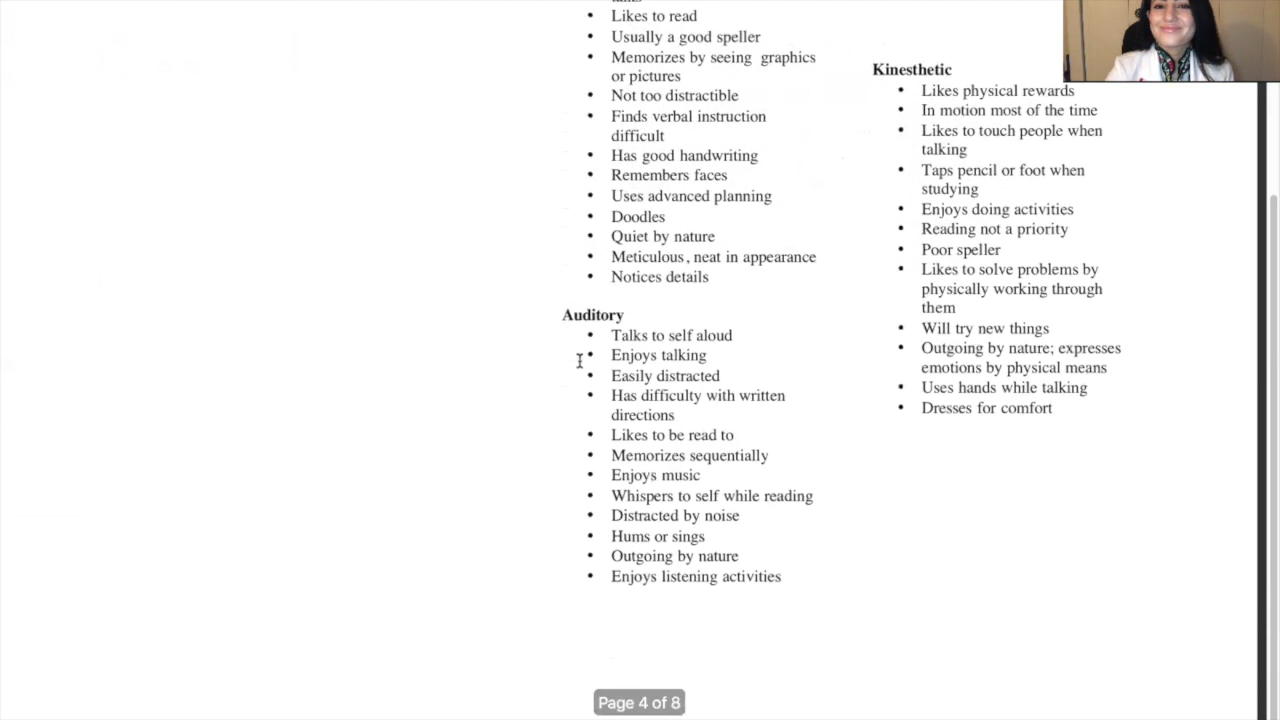 • Likes to read
• Usually a good speller
• Memorizes by seeing graphics
or pictures
• Not too distractible
• Finds verbal instruction
difficult
• Has good handwriting
• Remembers faces
• Uses advanced planning
• Doodles
• Quiet by nature
• Meticulous, neat in appearance
• Notices details
Auditory
• Talks to self aloud
• Enjoys talking
• Easily distracted
• Has difficulty with written
directions
• Likes to be read to
• Memorizes sequentially
• Enjoys music
• Whispers to self while reading
• Distracted by noise
• Hums or sings
• Outgoing by nature
• Enjoys listening activities
Kinesthetic
• Likes physical rewards
• In motion most of the time
• Likes to touch people when
talking
• Taps pencil or foot when
studying
• Enjoys doing activities
• Reading not a priority
• Poor speller
• Likes to solve problems by
physically working through
them
• Will try new things
• Outgoing by nature; expresses
emotions by physical means
• Uses hands while talking
• Dresses for comfort
Page 4 of 8